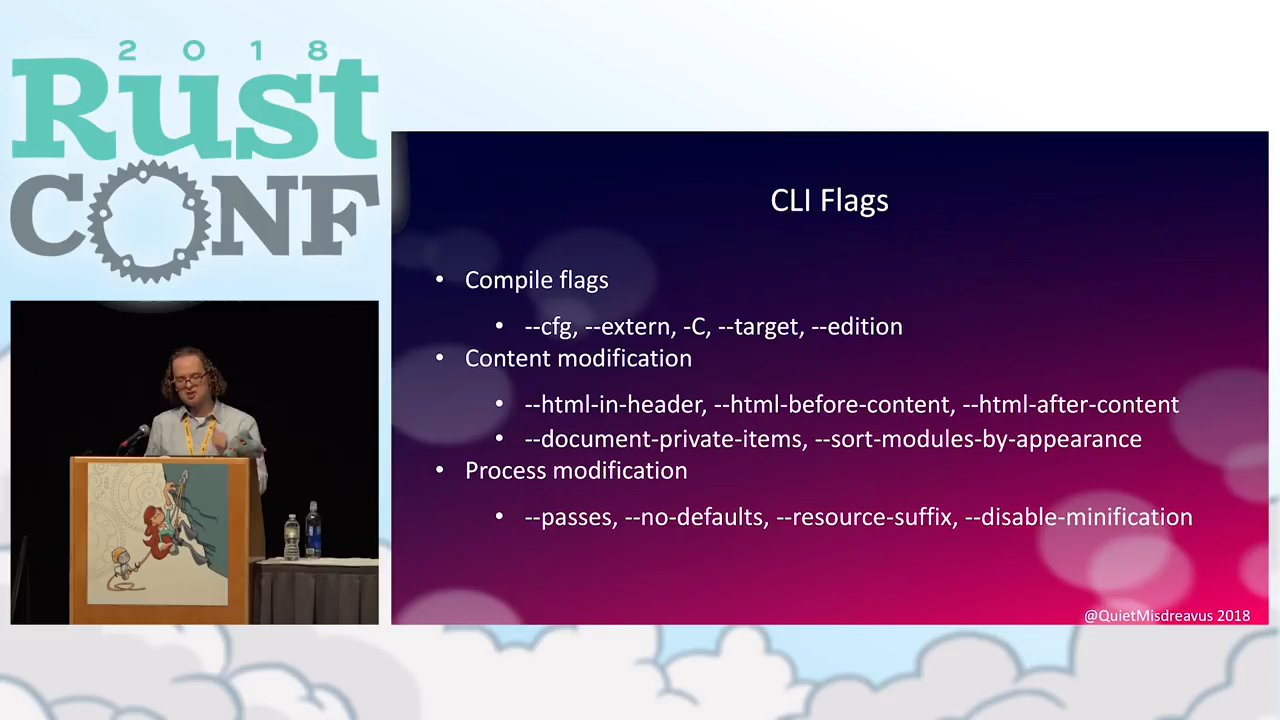 2018
Rust
CONF
CLI Flags
• Compile flags
• --cfg, --extern, -C, --target, --edition
• Content modification
• --html-in-header, --html-before-content, --html-after-content
• --document-private-items, --sort-modules-by-appearance
• Process modification
• --passes, --no-defaults, --resource-suffix, --disable-minification
@QuietMisdreavus 2018